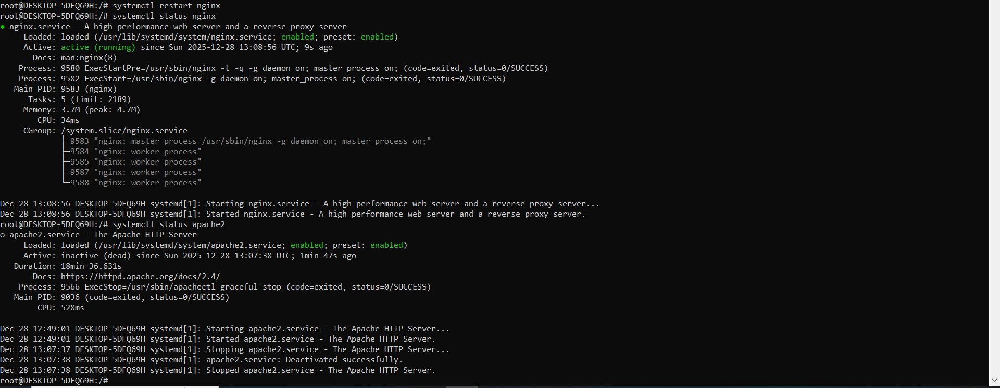 root@DESKTOP-5DFQ69H:/# systemctl restart nginx
root@DESKTOP-5DFQ69H:/# systemctl status nginx
● nginx.service - A high performance web server and a reverse proxy server
     Loaded: loaded (/usr/lib/systemd/system/nginx.service; enabled; preset: enabled)
     Active: active (running) since Sun 2025-12-28 13:08:56 UTC; 9s ago
       Docs: man:nginx(8)
    Process: 9580 ExecStartPre=/usr/sbin/nginx -t -q -g daemon on; master_process on; (code=exited, status=0/SUCCESS)
    Process: 9582 ExecStart=/usr/sbin/nginx -g daemon on; master_process on; (code=exited, status=0/SUCCESS)
   Main PID: 9583 (nginx)
      Tasks: 5 (limit: 2189)
     Memory: 3.7M (peak: 4.7M)
        CPU: 34ms
     CGroup: /system.slice/nginx.service
             ├─9583 "nginx: master process /usr/sbin/nginx -g daemon on; master_process on;"
             ├─9584 "nginx: worker process"
             ├─9585 "nginx: worker process"
             ├─9587 "nginx: worker process"
             └─9588 "nginx: worker process"

Dec 28 13:08:56 DESKTOP-5DFQ69H systemd[1]: Starting nginx.service - A high performance web server and a reverse proxy server...
Dec 28 13:08:56 DESKTOP-5DFQ69H systemd[1]: Started nginx.service - A high performance web server and a reverse proxy server.
root@DESKTOP-5DFQ69H:/# systemctl status apache2
○ apache2.service - The Apache HTTP Server
     Loaded: loaded (/usr/lib/systemd/system/apache2.service; enabled; preset: enabled)
     Active: inactive (dead) since Sun 2025-12-28 13:07:38 UTC; 1min 47s ago
   Duration: 18min 36.631s
       Docs: https://httpd.apache.org/docs/2.4/
    Process: 9566 ExecStop=/usr/sbin/apachectl graceful-stop (code=exited, status=0/SUCCESS)
   Main PID: 9036 (code=exited, status=0/SUCCESS)
        CPU: 528ms

Dec 28 12:49:01 DESKTOP-5DFQ69H systemd[1]: Starting apache2.service - The Apache HTTP Server...
Dec 28 12:49:01 DESKTOP-5DFQ69H systemd[1]: Started apache2.service - The Apache HTTP Server.
Dec 28 13:07:37 DESKTOP-5DFQ69H systemd[1]: Stopping apache2.service - The Apache HTTP Server...
Dec 28 13:07:38 DESKTOP-5DFQ69H systemd[1]: apache2.service: Deactivated successfully.
Dec 28 13:07:38 DESKTOP-5DFQ69H systemd[1]: Stopped apache2.service - The Apache HTTP Server.
root@DESKTOP-5DFQ69H:/#